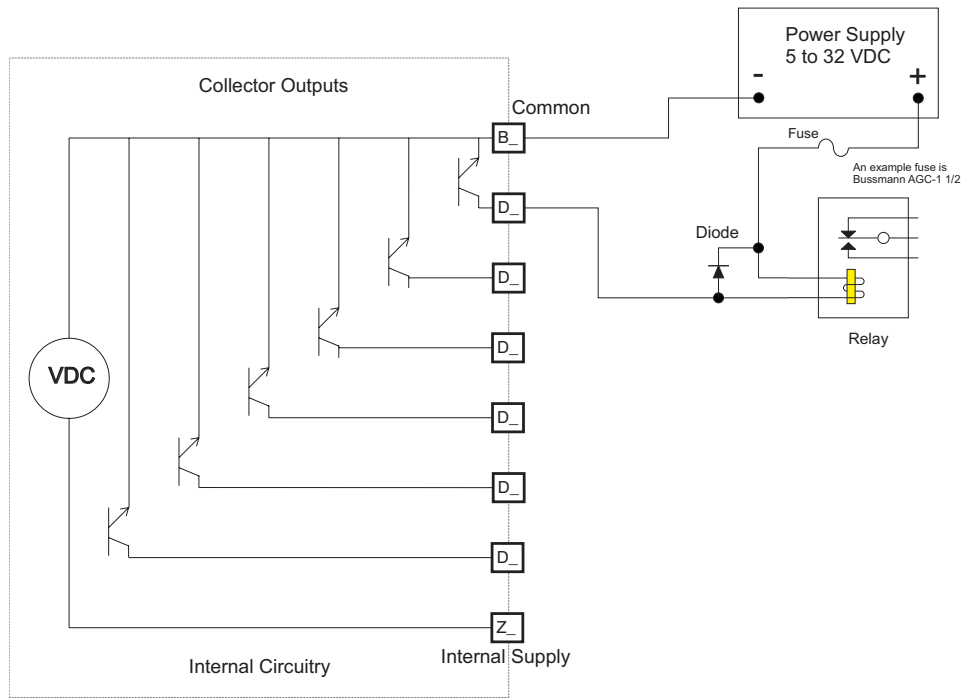 Power Supply
5 to 32 VDC
-
+
Collector Outputs
Common
B_
Fuse
An example fuse is
Bussmann AGC-1 1/2
D_
Diode
D_
Relay
D_
VDC
D_
D_
D_
Z_
Internal Supply
Internal Circuitry